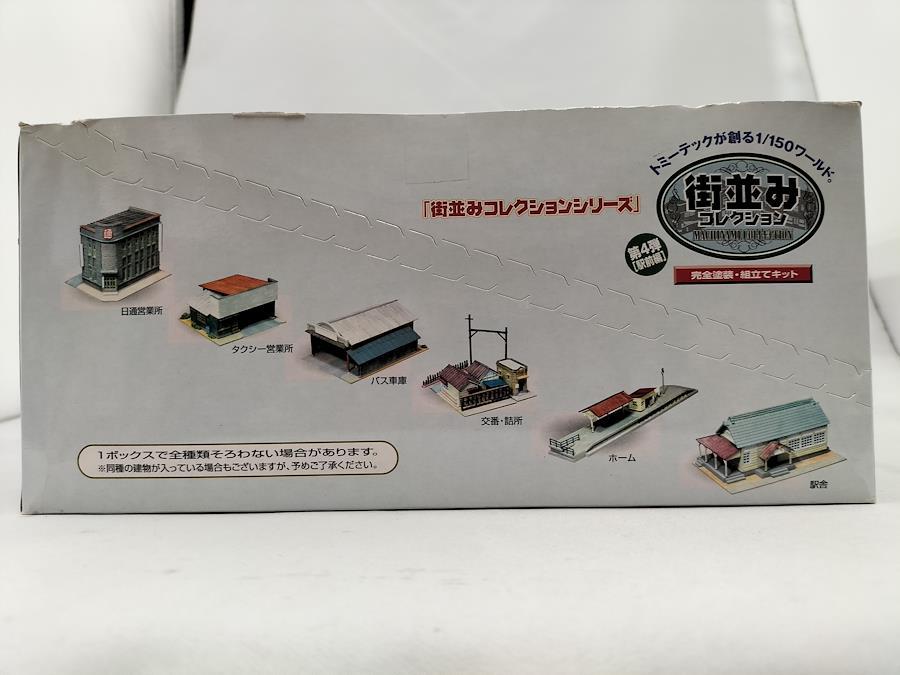 トミーテックが創る1/150ワールド。
街並み
コレクション
MACHINAMI COLLECTION
「街並みコレクションシリーズ」
第4弾
「駅前編」
完全塗装・組立てキット
日通営業所
タクシー営業所
バス車庫
交番・詰所
ホーム
駅舎
1ボックスで全種類そろわない場合があります。
※同種の建物が入っている場合もございますが、予めご了承ください。